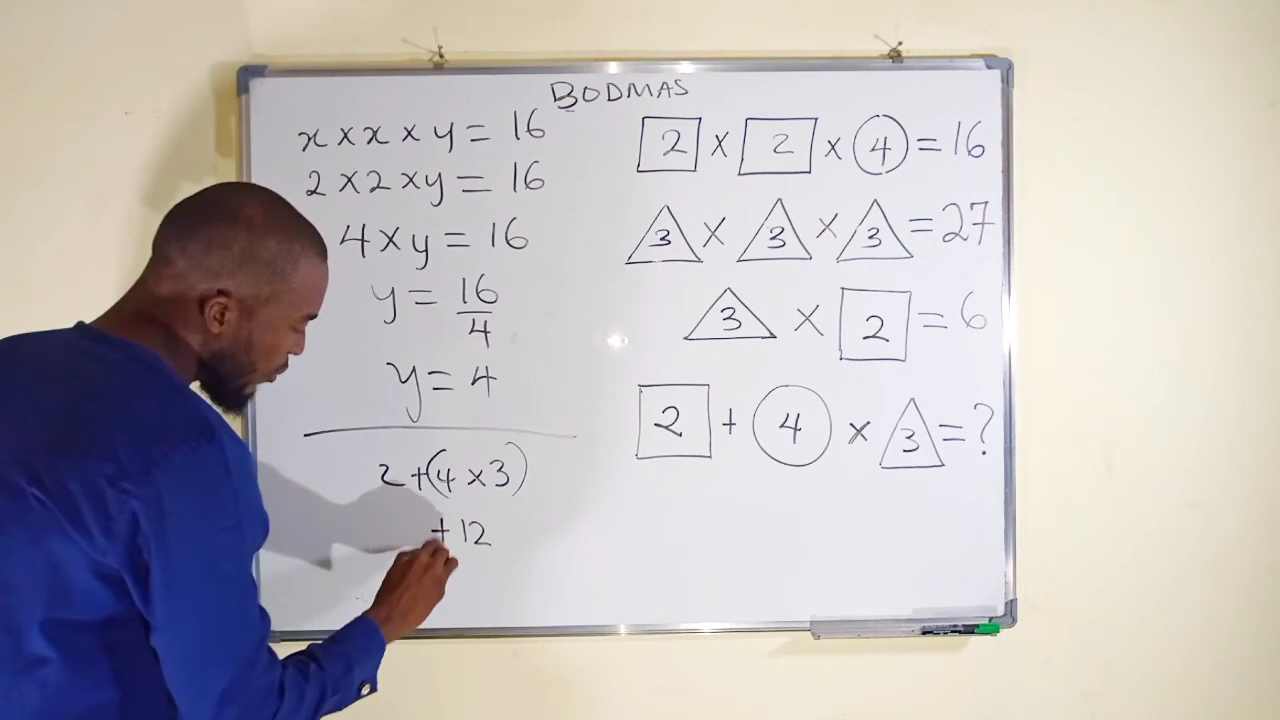 BODMAS
x x x x y = 16
2 x 2 x y = 16
4 x y = 16
y = 16/4
y = 4
2 + (4 x 3)
+ 12
2 x 2 x 4 = 16
3 x 3 x 3 = 27
3 x 2 = 6
2 + 4 x 3 = ?